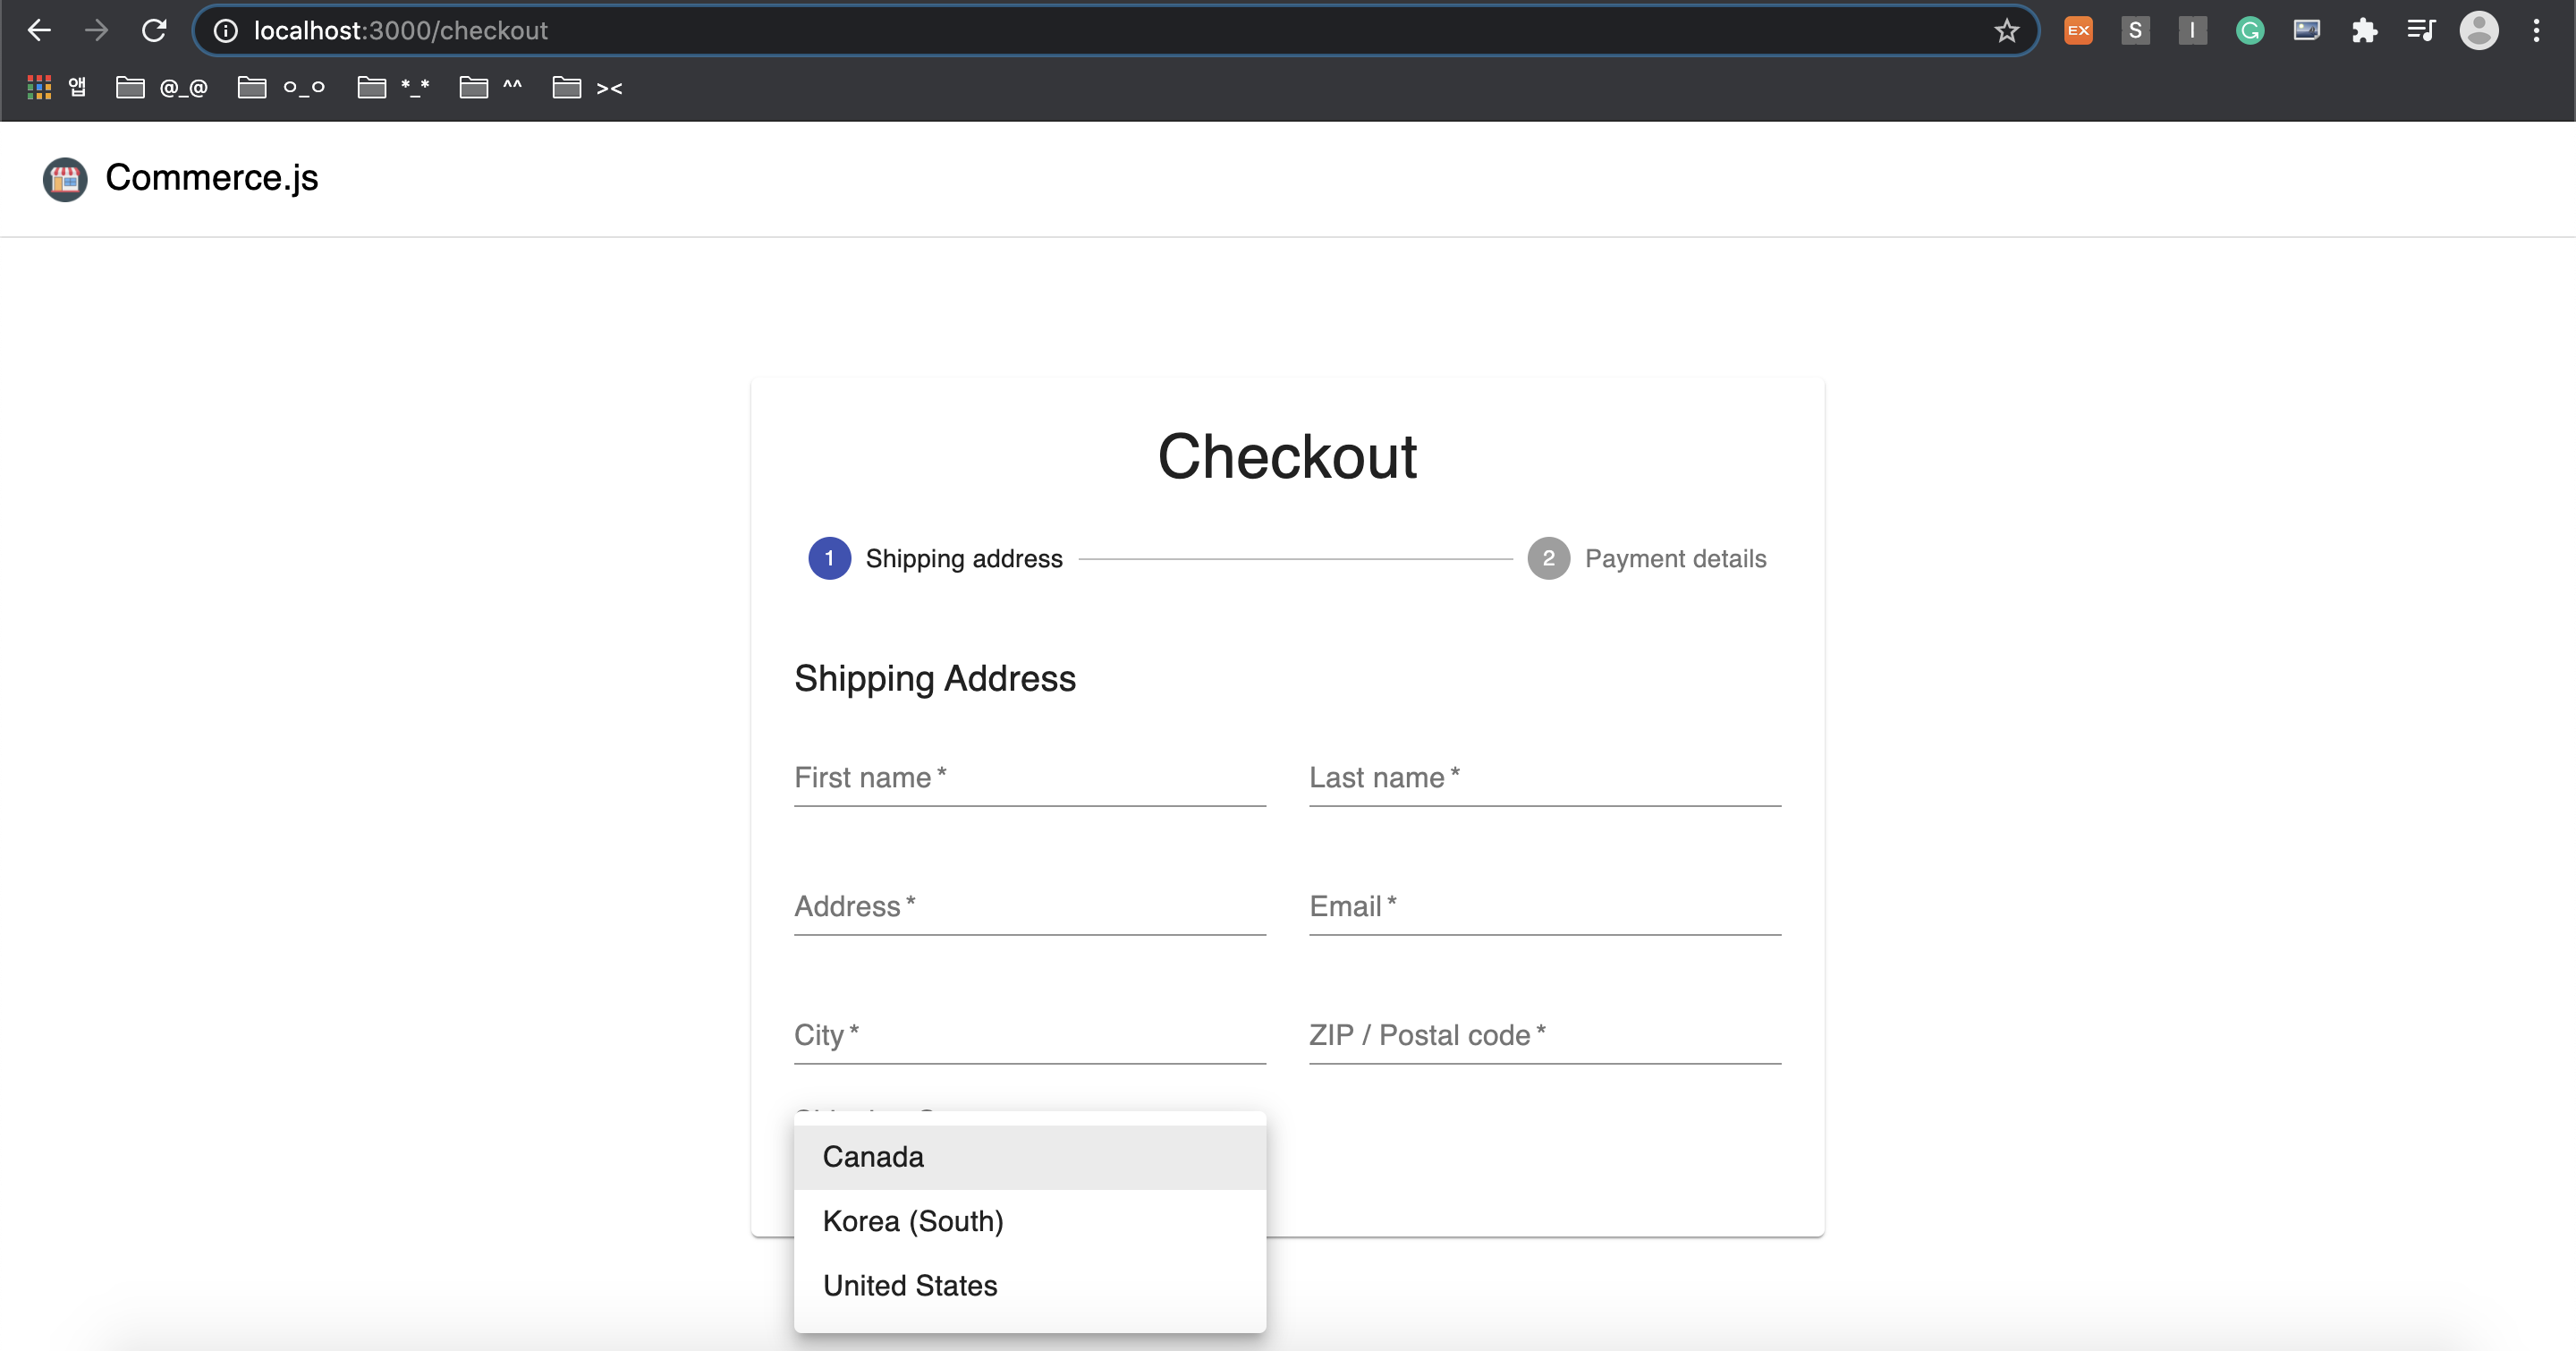 localhost:3000/checkout
EX S I G
앱 @_@ o_o *_* ^^ ><
Commerce.js
Checkout
1 Shipping address 2 Payment details
Shipping Address
First name * Last name *
Address * Email *
City * ZIP / Postal code *
Canada
Korea (South)
United States